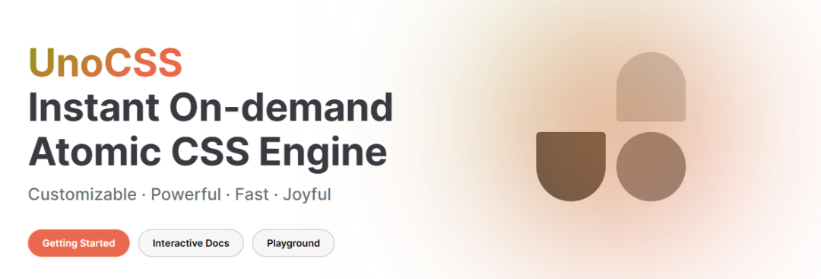 UnoCSS
Instant On-demand
Atomic CSS Engine
Customizable · Powerful · Fast · Joyful
Getting Started
Interactive Docs
Playground